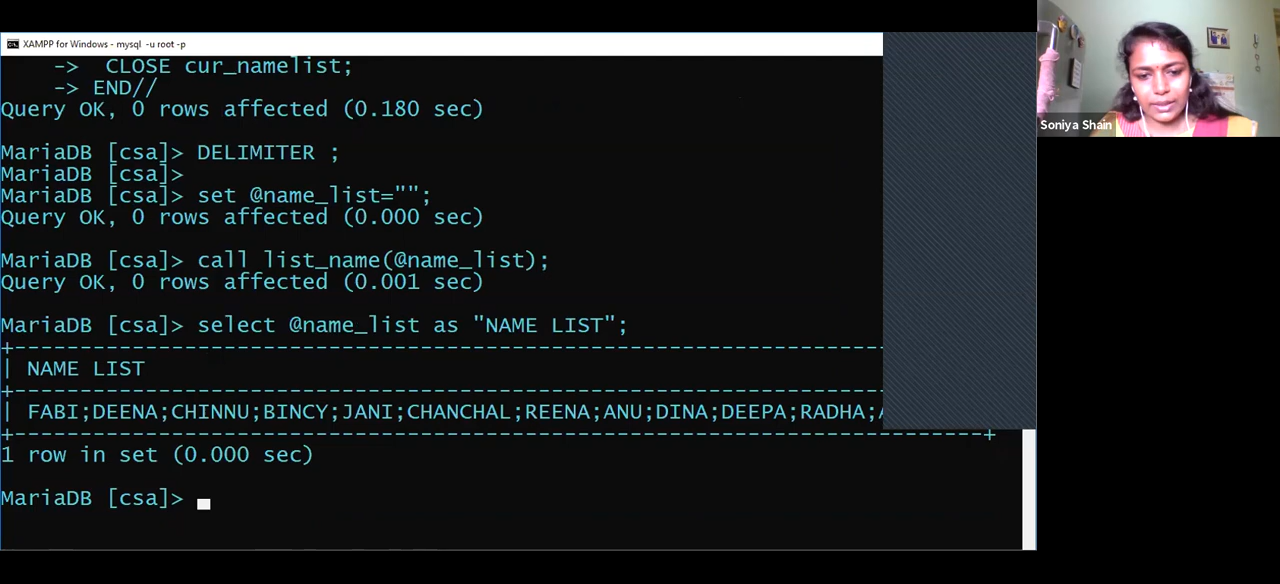 XAMPP for Windows - mysql -u root -p
-> CLOSE cur_namelist;
-> END//
Query OK, 0 rows affected (0.180 sec)
MariaDB [csa]> DELIMITER ;
MariaDB [csa]>
MariaDB [csa]> set @name_list="";
Query OK, 0 rows affected (0.000 sec)
MariaDB [csa]> call list_name(@name_list);
Query OK, 0 rows affected (0.001 sec)
MariaDB [csa]> select @name_list as "NAME LIST";
| NAME LIST
| FABI;DEENA;CHINNU;BINCY;JANI;CHANCHAL;REENA;ANU;DINA;DEEPA;RADHA;
1 row in set (0.000 sec)
MariaDB [csa]>
Soniya Shain